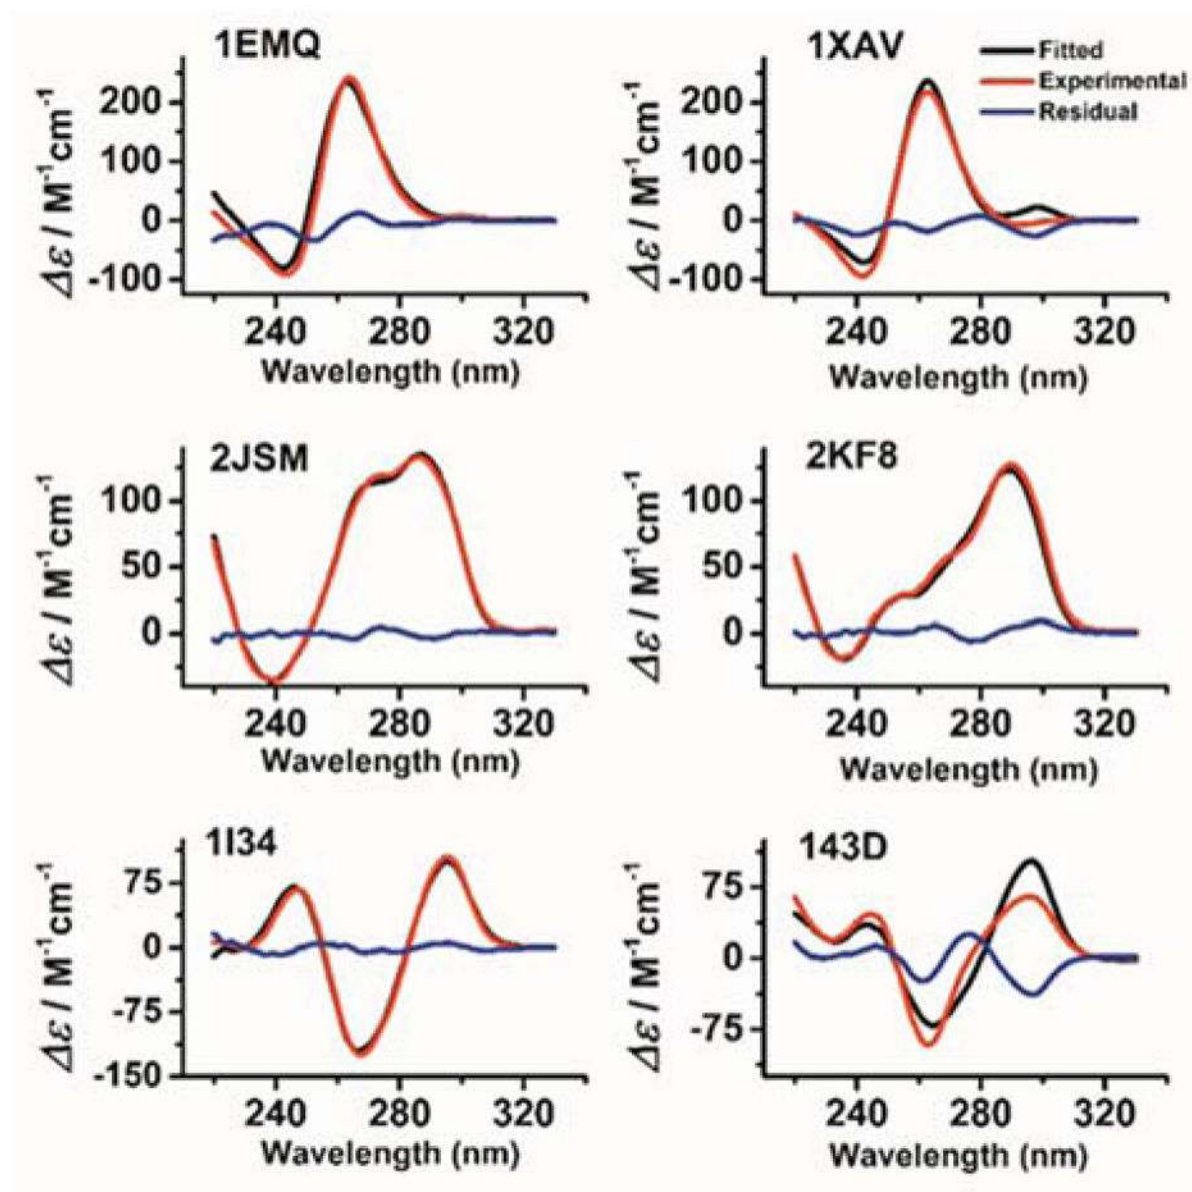 1EMQ
200
100
0
-100
Δε / M⁻¹cm⁻¹
240 280 320
Wavelength (nm)
1XAV
Fitted
Experimental
Residual
200
100
0
-100
Δε / M⁻¹cm⁻¹
240 280 320
Wavelength (nm)
2JSM
100
50
0
Δε / M⁻¹cm⁻¹
240 280 320
Wavelength (nm)
2KF8
100
50
0
Δε / M⁻¹cm⁻¹
240 280 320
Wavelength (nm)
1I34
75
0
-75
-150
Δε / M⁻¹cm⁻¹
240 280 320
Wavelength (nm)
143D
75
0
-75
Δε / M⁻¹cm⁻¹
240 280 320
Wavelength (nm)